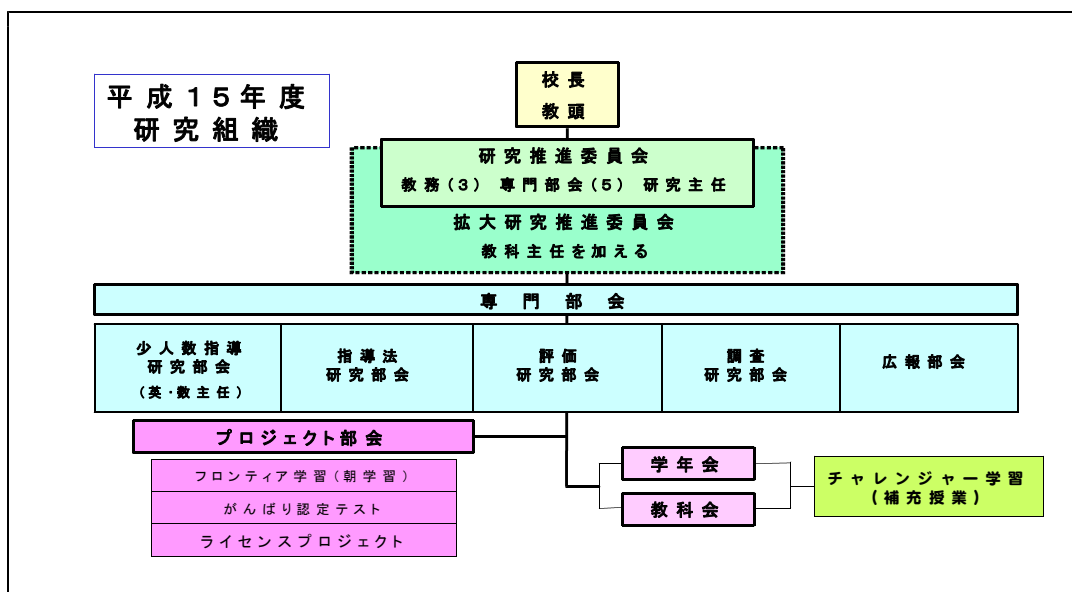 平成15年度
研究組織
校長
教頭
研究推進委員会
教務(3) 専門部会(5) 研究主任
拡大研究推進委員会
教科主任を加える
専門部会
少人数指導
研究部会
(英・数主任)
指導法
研究部会
評価
研究部会
調査
研究部会
広報部会
プロジェクト部会
フロンティア学習(朝学習)
がんばり認定テスト
ライセンスプロジェクト
学年会
教科会
チャレンジャー学習
(補充授業)